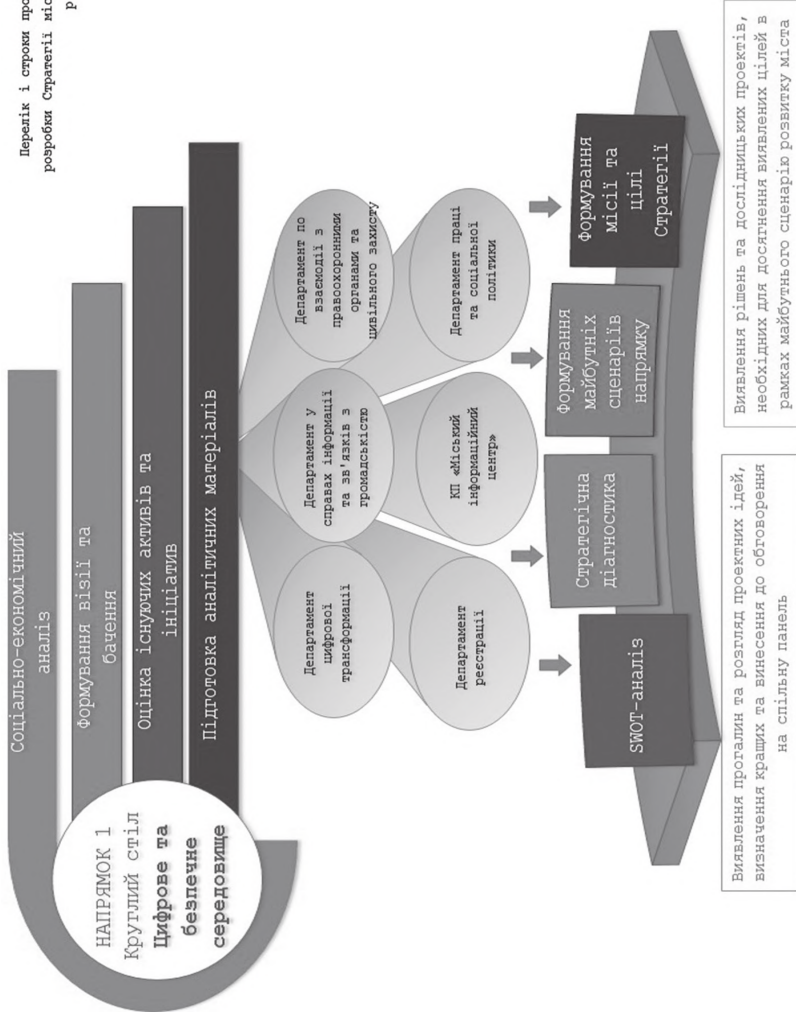 Перелік і строки про
розробки Стратегії міс
р
Соціально-економічний
аналіз
Формування візії та
бачення
Оцінка існуючих активів та
ініціатив
Підготовка аналітичних матеріалів
НАПРЯМОК 1
Круглий стіл
Цифрове та
безпечне
середовище
Департамент
цифрової
трансформації
Департамент у
справах інформації
та зв'язків з
громадськістю
Департамент по
взаємодії з
правоохоронними
органами та
цивільного захисту
Департамент
реєстрації
КП «Міський
інформаційний
центр»
Департамент праці
та соціальної
політики
SWOT-аналіз
Стратегічна
діагностика
Формування
майбутніх
сценаріїв
напрямку
Формування
місії та
цілі
Стратегії
Виявлення прогалин та розгляд проектних ідей,
визначення кращих та винесення до обговорення
на спільну панель
Виявлення рішень та дослідницьких проектів,
необхідних для досягнення виявлених цілей в
рамках майбутнього сценарію розвитку міста